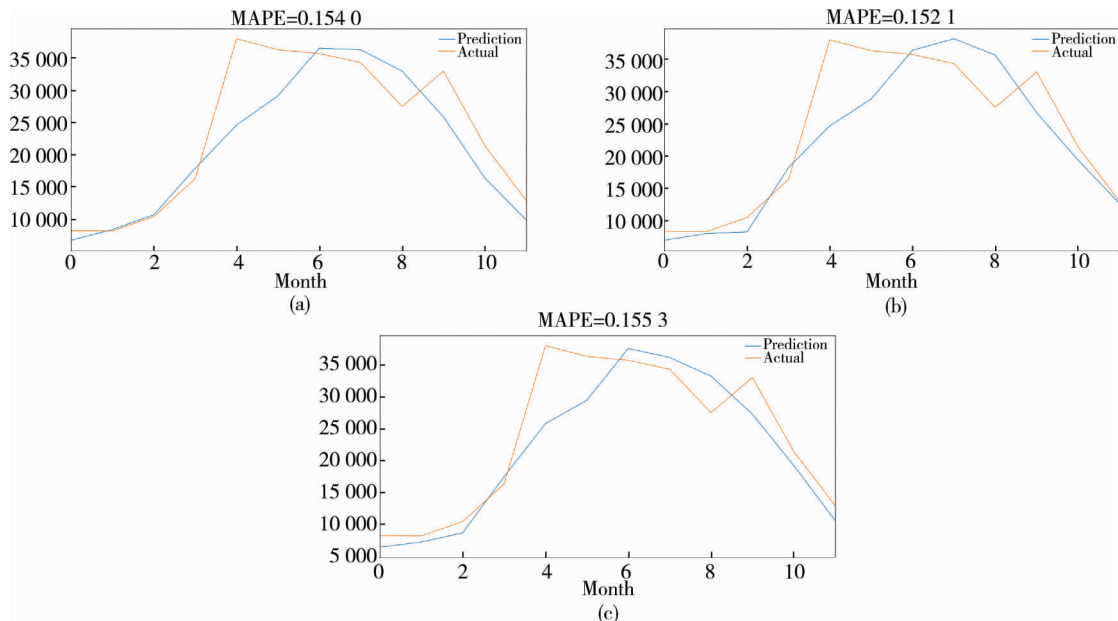 MAPE=0.154 0
Prediction
Actual
35 000
30 000
25 000
20 000
15 000
10 000
0 2 4 6 8 10
Month
(a)
MAPE=0.152 1
Prediction
Actual
35 000
30 000
25 000
20 000
15 000
10 000
0 2 4 6 8 10
Month
(b)
MAPE=0.155 3
Prediction
Actual
35 000
30 000
25 000
20 000
15 000
10 000
5 000
0 2 4 6 8 10
Month
(c)